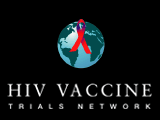 HIV VACCINE
TRIALS NETWORK